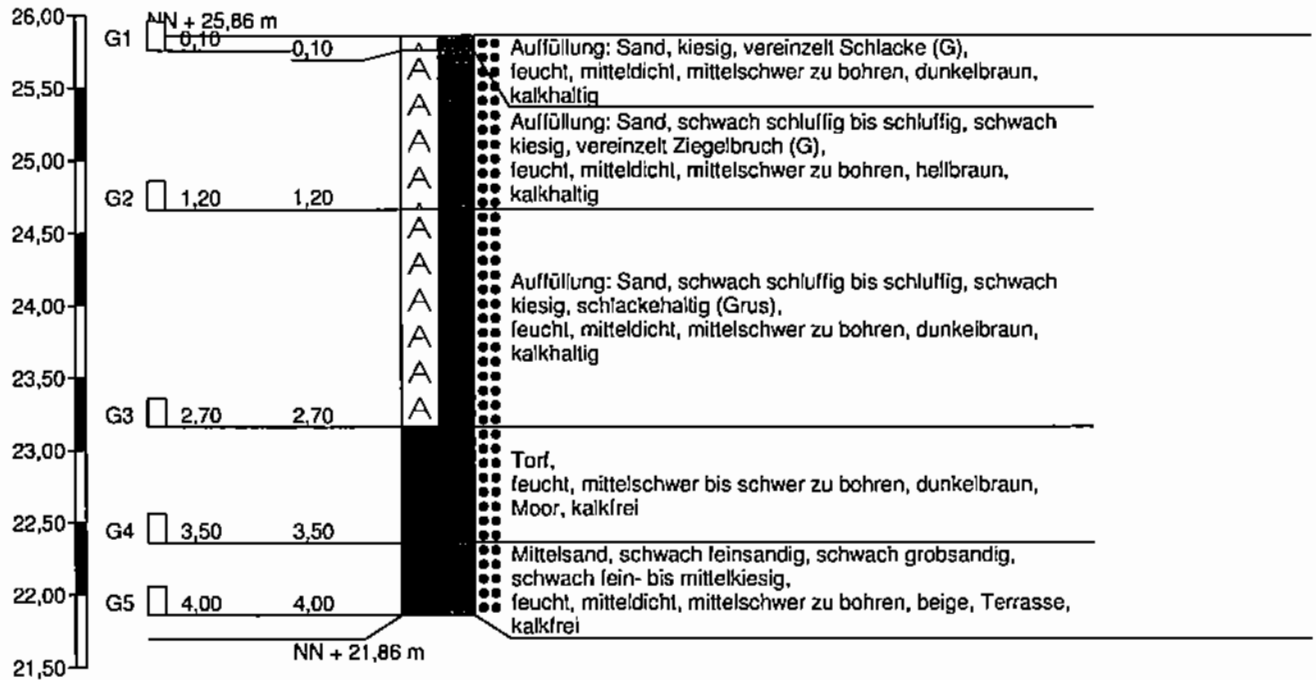 26,00
NN + 25,86 m
G1 0,10 0,10
Auffüllung: Sand, kiesig, vereinzelt Schlacke (G),
feucht, mitteldicht, mittelschwer zu bohren, dunkelbraun,
kalkhaltig
25,50
Auffüllung: Sand, schwach schluffig bis schluffig, schwach
kiesig, vereinzelt Ziegelbruch (G),
feucht, mitteldicht, mittelschwer zu bohren, hellbraun,
kalkhaltig
25,00
G2 1,20 1,20
24,50
Auffüllung: Sand, schwach schluffig bis schluffig, schwach
kiesig, schlackehaltig (Grus),
feucht, mitteldicht, mittelschwer zu bohren, dunkelbraun,
kalkhaltig
24,00
23,50
G3 2,70 2,70
A
A
A
A
A
A
A
A
A
A
A
A
23,00
Torf,
feucht, mittelschwer bis schwer zu bohren, dunkelbraun,
Moor, kalkfrei
22,50
G4 3,50 3,50
Mittelsand, schwach feinsandig, schwach grobsandig,
schwach fein- bis mittelkiesig,
feucht, mitteldicht, mittelschwer zu bohren, beige, Terrasse,
kalkfrei
22,00
G5 4,00 4,00
NN + 21,86 m
21,50